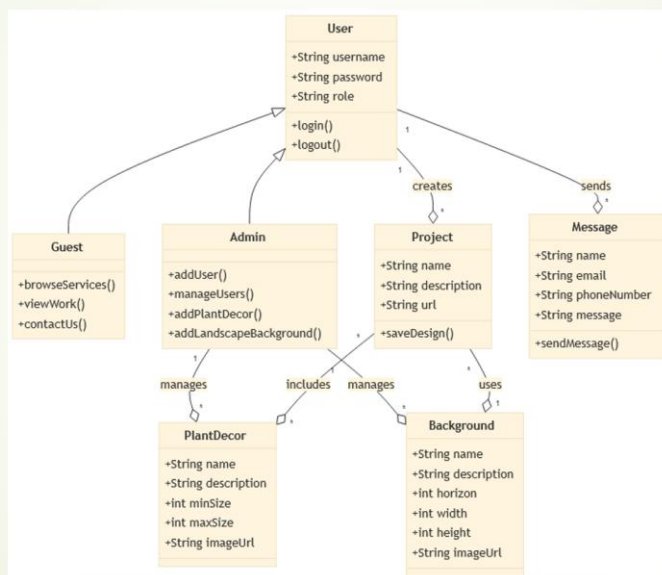 User
+String username
+String password
+String role
+login()
+logout()
1
1
creates
sends
*
*
Guest
+browseServices()
+viewWork()
+contactUs()
Admin
+addUser()
+manageUsers()
+addPlantDecor()
+addLandscapeBackground()
Project
+String name
+String description
+String url
+saveDesign()
Message
+String name
+String email
+String phoneNumber
+String message
+sendMessage()
1
1
*
*
manages
includes
manages
uses
*
*
*
1
PlantDecor
+String name
+String description
+int minSize
+int maxSize
+String imageUrl
Background
+String name
+String description
+int horizon
+int width
+int height
+String imageUrl